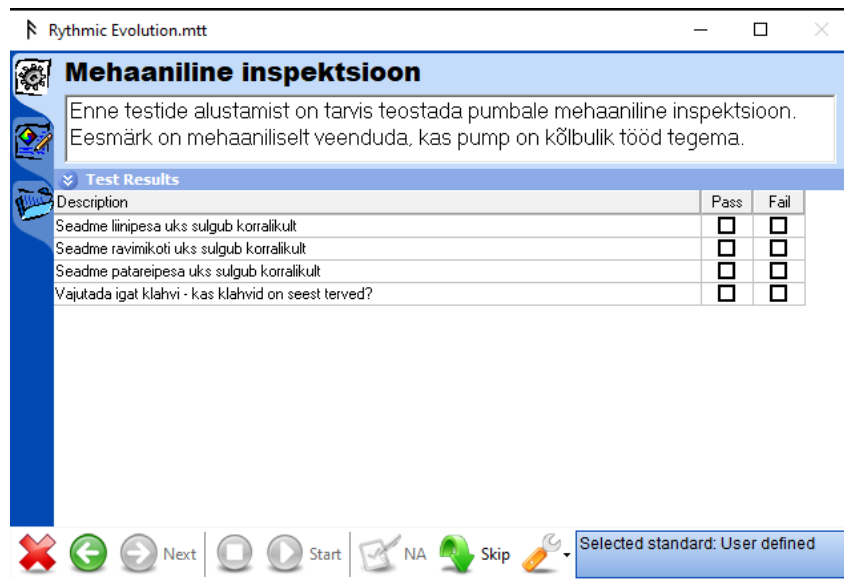 Rythmic Evolution.mtt
Mehaaniline inspektsioon
Enne testide alustamist on tarvis teostada pumbale mehaaniline inspektsioon.
Eesmärk on mehaaniliselt veenduda, kas pump on kõlbulik tööd tegema.
Test Results
Description Pass Fail
Seadme liinipesa uks sulgub korralikult
Seadme ravimikoti uks sulgub korralikult
Seadme patareipesa uks sulgub korralikult
Vajutada igat klahvi - kas klahvid on seest terved?
Next Start NA Skip Selected standard: User defined